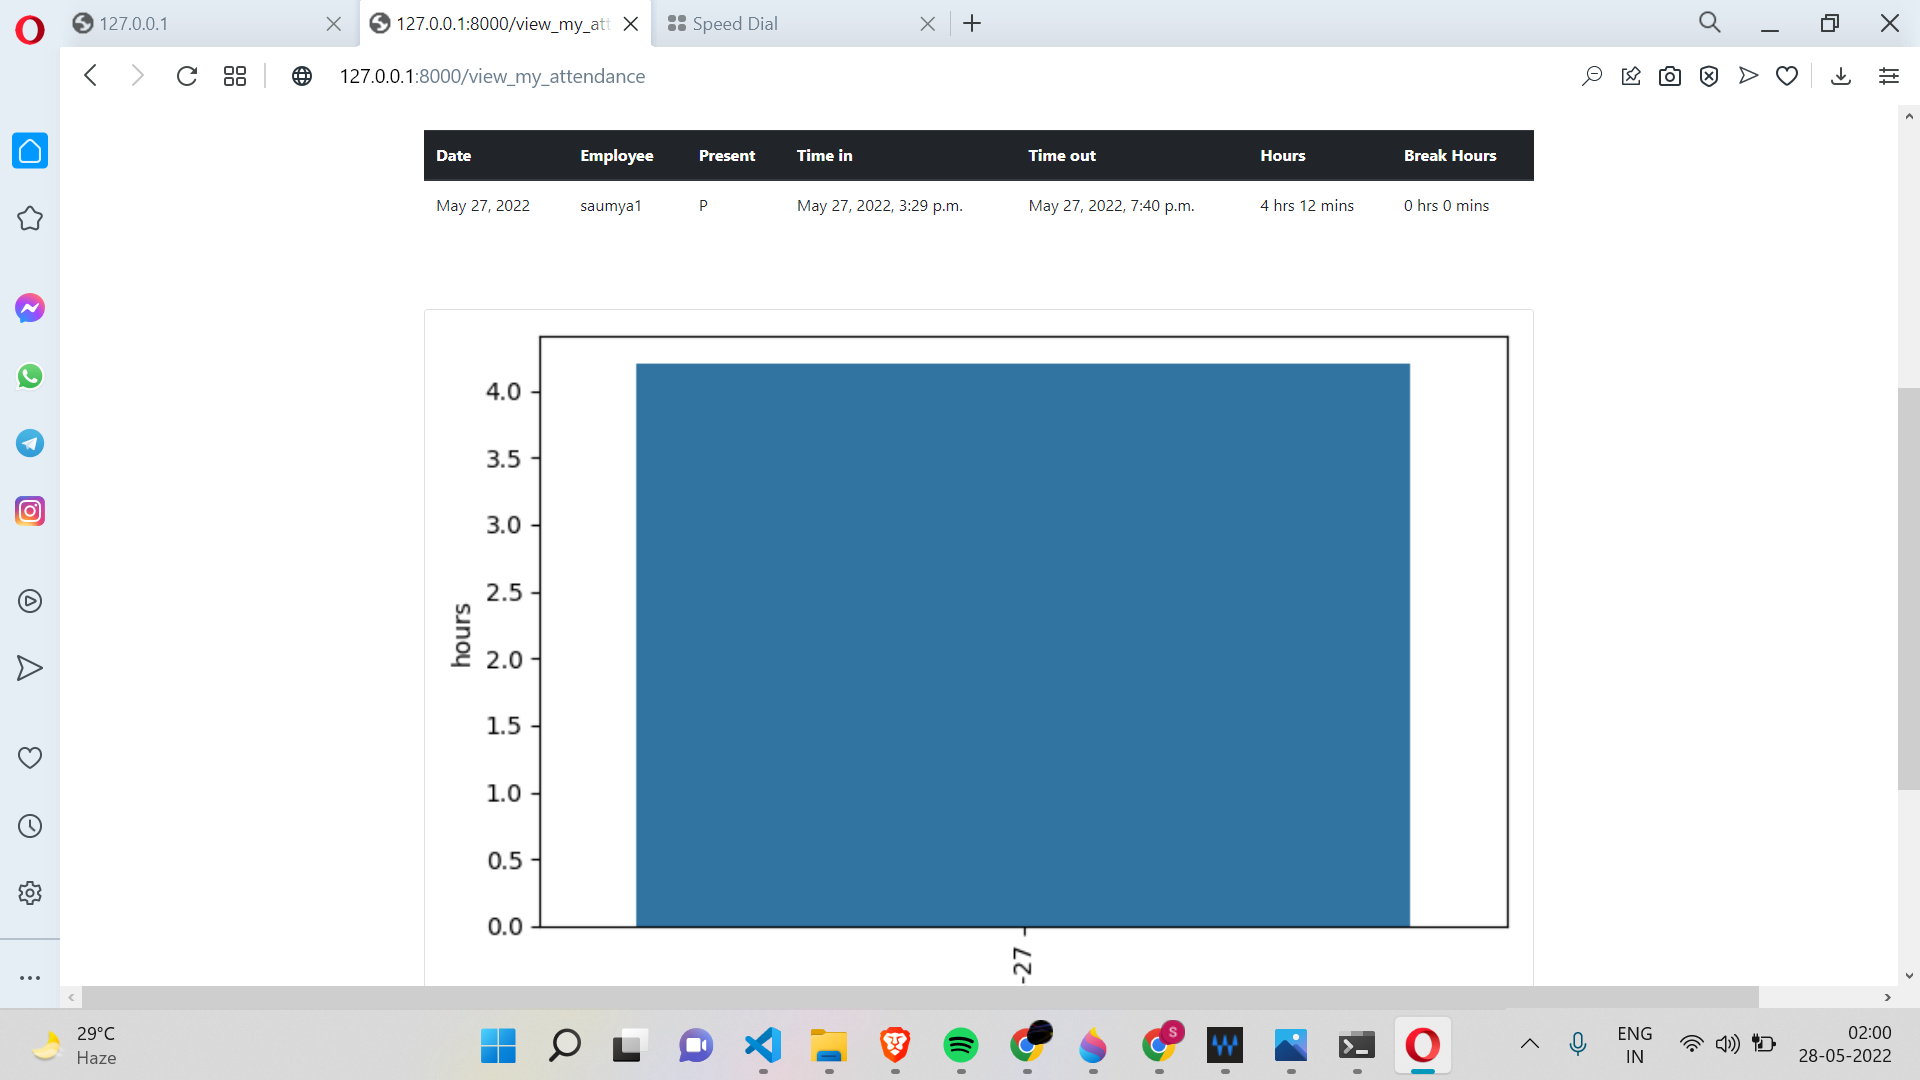 127.0.0.1
127.0.0.1:8000/view_my_att
Speed Dial
127.0.0.1:8000/view_my_attendance
Date Employee Present Time in Time out Hours Break Hours
May 27, 2022 saumya1 P May 27, 2022, 3:29 p.m. May 27, 2022, 7:40 p.m. 4 hrs 12 mins 0 hrs 0 mins
4.0
3.5
3.0
2.5
2.0
1.5
1.0
0.5
0.0
hours
-27
29°C
Haze
S
ENG
IN
02:00
28-05-2022